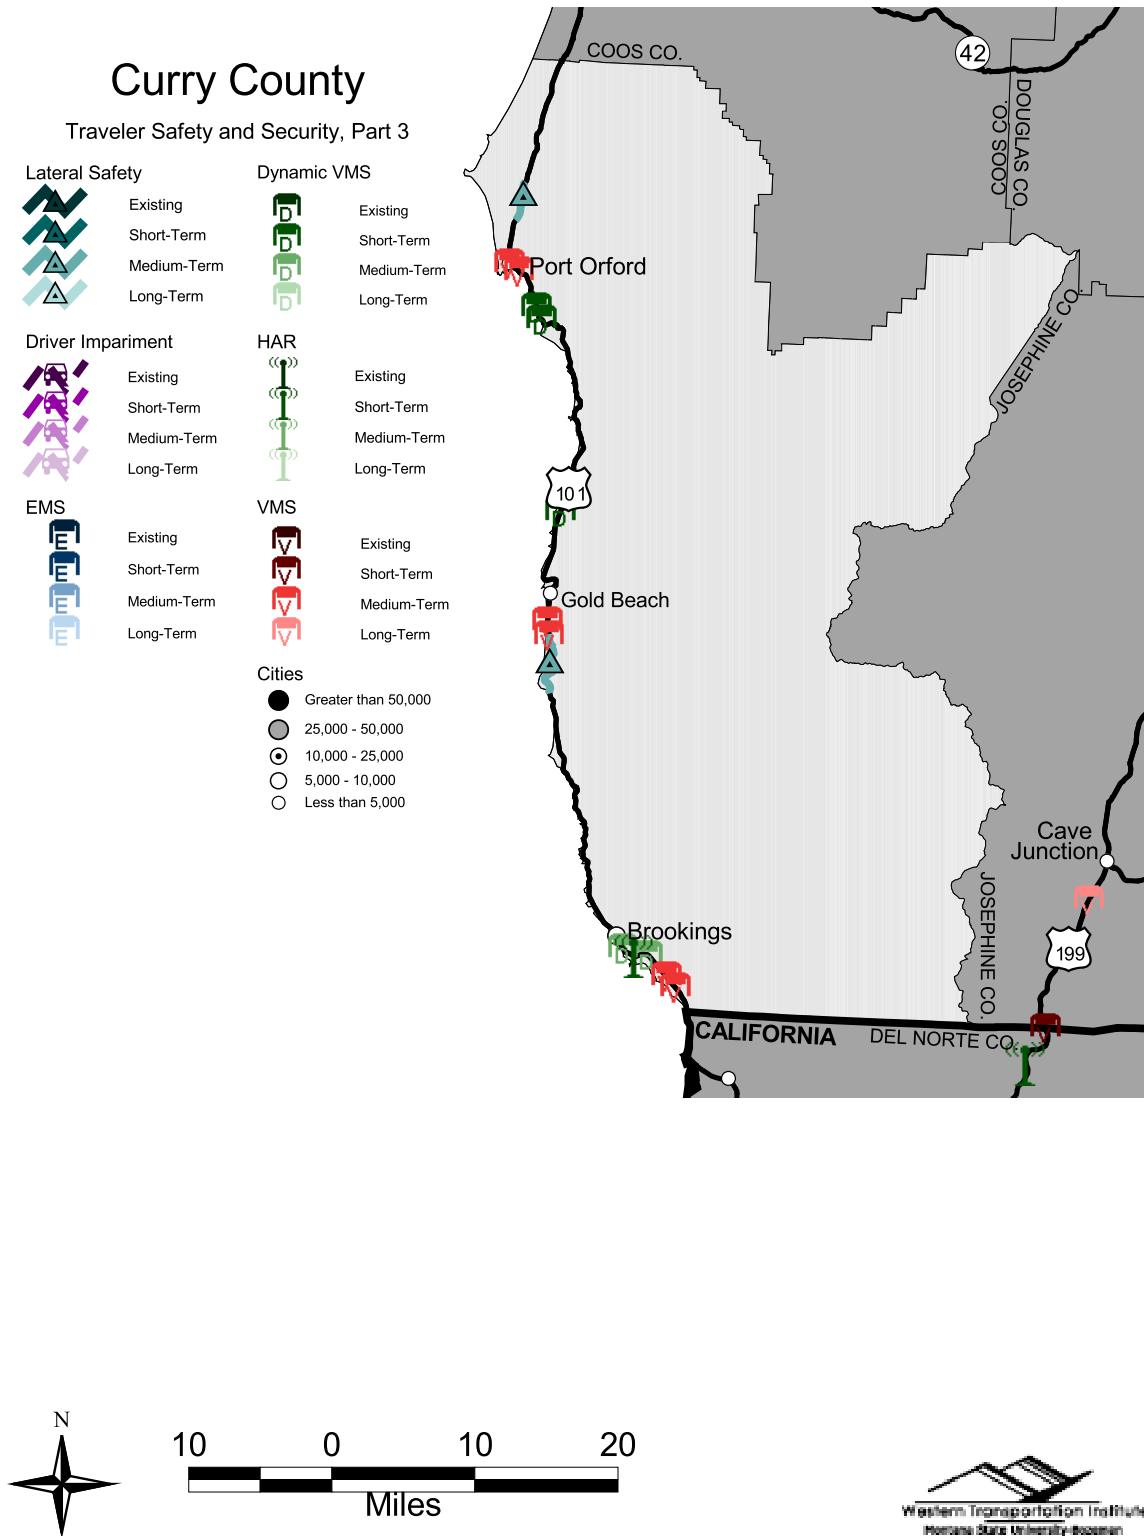 Curry County
Traveler Safety and Security, Part 3
Lateral Safety
Existing
Short-Term
Medium-Term
Long-Term
Dynamic VMS
D Existing
D Short-Term
D Medium-Term
D Long-Term
Driver Impariment
Existing
Short-Term
Medium-Term
Long-Term
HAR
Existing
Short-Term
Medium-Term
Long-Term
EMS
E Existing
E Short-Term
E Medium-Term
E Long-Term
VMS
V Existing
V Short-Term
V Medium-Term
V Long-Term
Cities
Greater than 50,000
25,000 - 50,000
10,000 - 25,000
5,000 - 10,000
Less than 5,000
COOS CO.
42
DOUGLAS CO.
COOS CO.
V
Port Orford
D
JOSEPHINE CO.
101
D
Gold Beach
V
Cave
Junction
V
JOSEPHINE CO.
199
Brookings
D
D
V
V
CALIFORNIA
DEL NORTE CO.
N
10 0 10 20
Miles
Western Transportation Institute
Montana State University-Bozeman